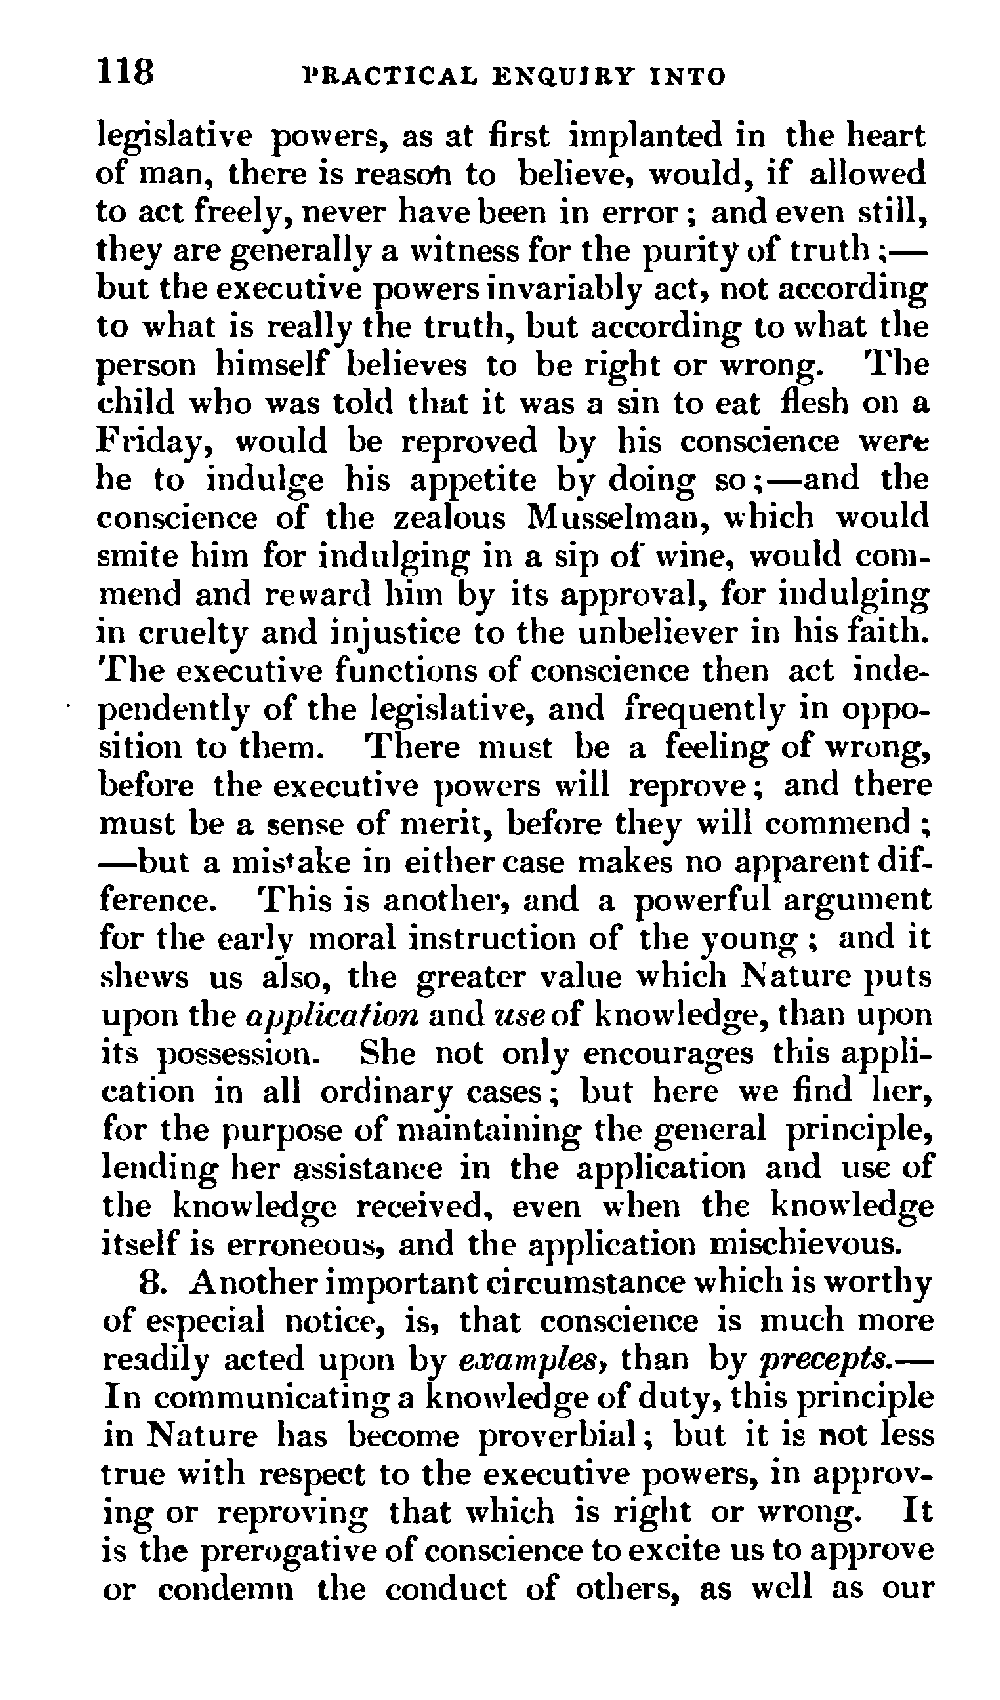 118 PRACTICAL ENQUIRY INTO
legislative powers, as at first implanted in the heart
of man, there is reason to believe, would, if allowed
to act freely, never have been in error; and even still,
they are generally a witness for the purity of truth;—
but the executive powers invariably act, not according
to what is really the truth, but according to what the
person himself believes to be right or wrong. The
child who was told that it was a sin to eat flesh on a
Friday, would be reproved by his conscience were
he to indulge his appetite by doing so;—and the
conscience of the zealous Musselman, which would
smite him for indulging in a sip of wine, would com-
mend and reward him by its approval, for indulging
in cruelty and injustice to the unbeliever in his faith.
The executive functions of conscience then act inde-
pendently of the legislative, and frequently in oppo-
sition to them. There must be a feeling of wrong,
before the executive powers will reprove; and there
must be a sense of merit, before they will commend;
—but a mistake in either case makes no apparent dif-
ference. This is another, and a powerful argument
for the early moral instruction of the young; and it
shews us also, the greater value which Nature puts
upon the application and use of knowledge, than upon
its possession. She not only encourages this appli-
cation in all ordinary cases; but here we find her,
for the purpose of maintaining the general principle,
lending her assistance in the application and use of
the knowledge received, even when the knowledge
itself is erroneous, and the application mischievous.
8. Another important circumstance which is worthy
of especial notice, is, that conscience is much more
readily acted upon by examples, than by precepts.—
In communicating a knowledge of duty, this principle
in Nature has become proverbial; but it is not less
true with respect to the executive powers, in approv-
ing or reproving that which is right or wrong. It
is the prerogative of conscience to excite us to approve
or condemn the conduct of others, as well as our